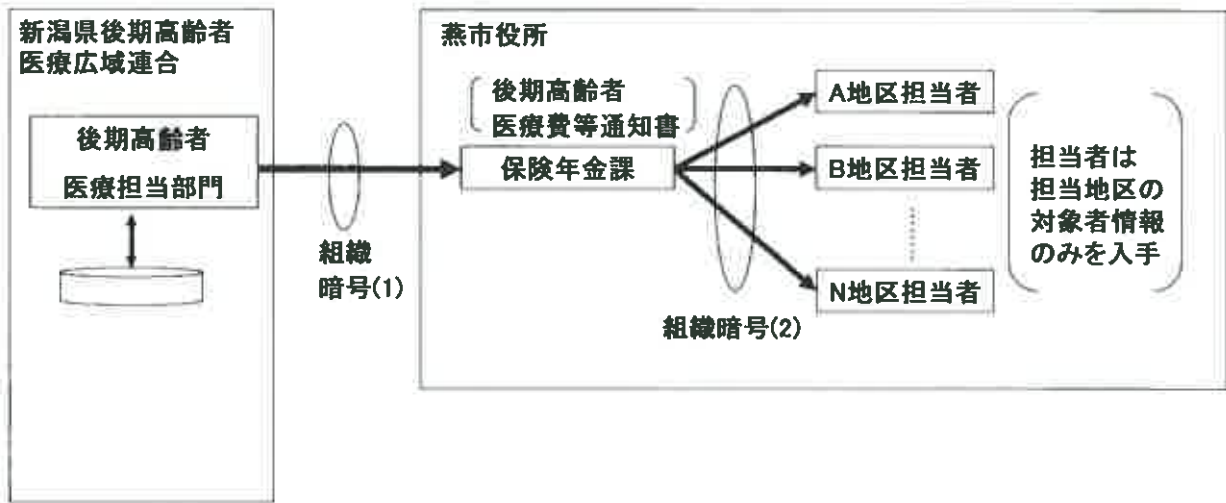 新潟県後期高齢者
医療広域連合
後期高齢者
医療担当部門
組織
暗号(1)
燕市役所
後期高齢者
医療費等通知書
保険年金課
組織暗号(2)
A地区担当者
B地区担当者
N地区担当者
担当者は
担当地区の
対象者情報
のみを入手